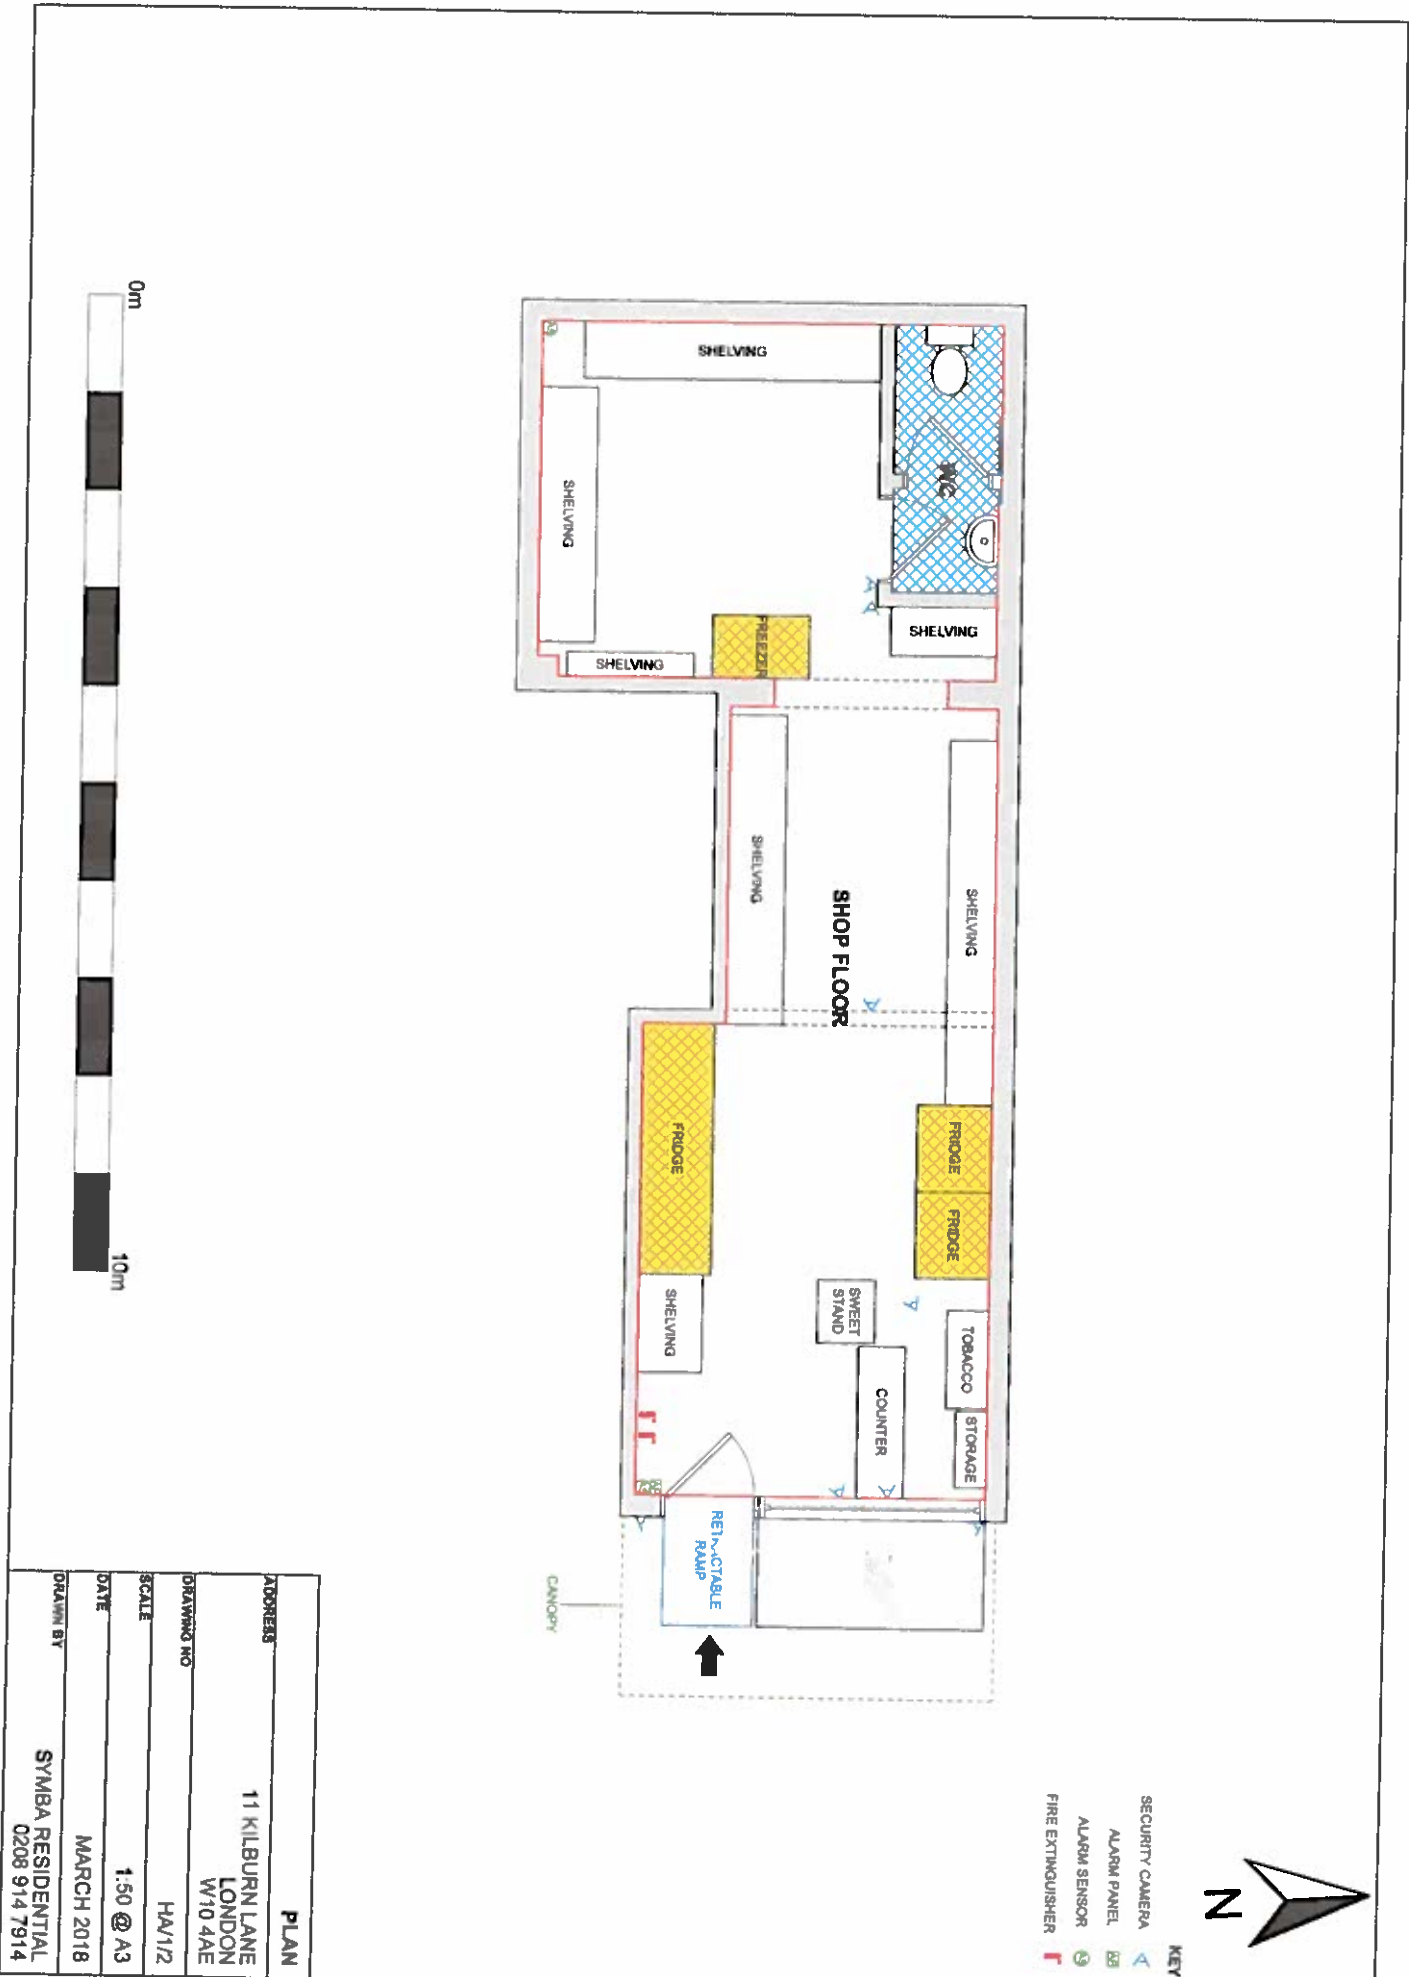 0m
10m
SHELVING
SHELVING
SHELVING
FREEZER
WC
SHELVING
SHELVING
SHELVING
SHOP FLOOR
FRIDGE
FRIDGE
FRIDGE
SHELVING
SWEET
STAND
COUNTER
TOBACCO
STORAGE
RETRACTABLE
RAMP
CANOPY
N
KEY
SECURITY CAMERA
ALARM PANEL
ALARM SENSOR
FIRE EXTINGUISHER
PLAN
ADDRESS
11 KILBURN LANE
LONDON
W10 4AE
DRAWING NO
HA/1/2
SCALE
1:50 @ A3
DATE
MARCH 2018
DRAWN BY
SYMBA RESIDENTIAL
0208 914 7914